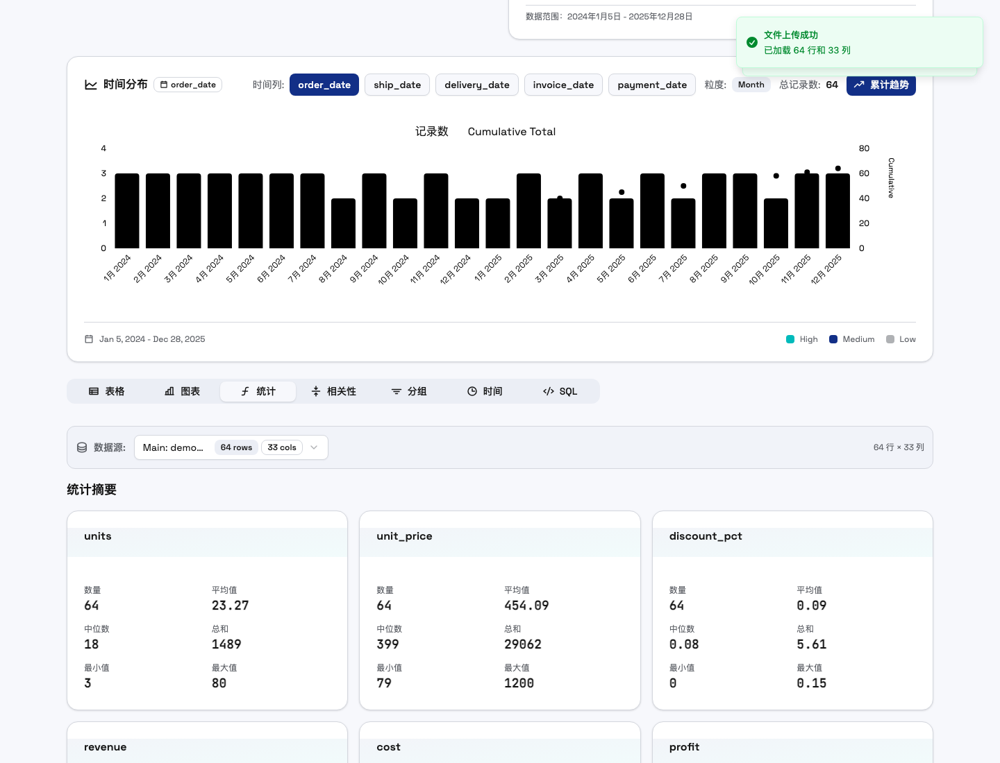 数据范围：2024年1月5日 - 2025年12月28日
文件上传成功
已加载 64 行和 33 列
时间分布
order_date
时间列:
order_date
ship_date
delivery_date
invoice_date
payment_date
粒度:
Month
总记录数: 64
累计趋势
记录数
Cumulative Total
4
3
2
1
0
80
60
40
20
0
Cumulative
1月 2024
2月 2024
3月 2024
4月 2024
5月 2024
6月 2024
7月 2024
8月 2024
9月 2024
10月 2024
11月 2024
12月 2024
1月 2025
2月 2025
3月 2025
4月 2025
5月 2025
6月 2025
7月 2025
8月 2025
9月 2025
10月 2025
11月 2025
12月 2025
Jan 5, 2024 - Dec 28, 2025
High
Medium
Low
表格
图表
统计
相关性
分组
时间
SQL
数据源:
Main: demo...
64 rows
33 cols
64 行 × 33 列
统计摘要
units
数量
64
平均值
23.27
中位数
18
总和
1489
最小值
3
最大值
80
unit_price
数量
64
平均值
454.09
中位数
399
总和
29062
最小值
79
最大值
1200
discount_pct
数量
64
平均值
0.09
中位数
0.08
总和
5.61
最小值
0
最大值
0.15
revenue
cost
profit